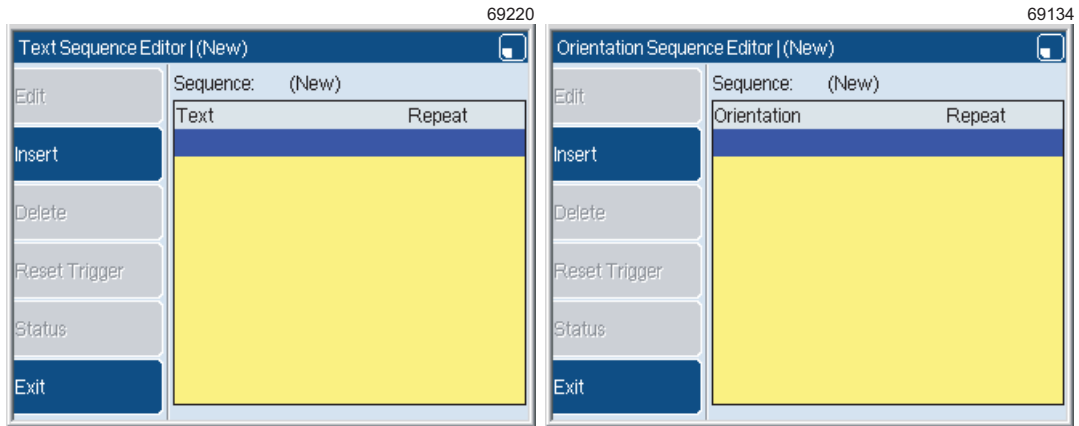 69220
Text Sequence Editor | (New)
Sequence: (New)
Text Repeat
Edit
Insert
Delete
Reset Trigger
Status
Exit
69134
Orientation Sequence Editor | (New)
Sequence: (New)
Orientation Repeat
Edit
Insert
Delete
Reset Trigger
Status
Exit